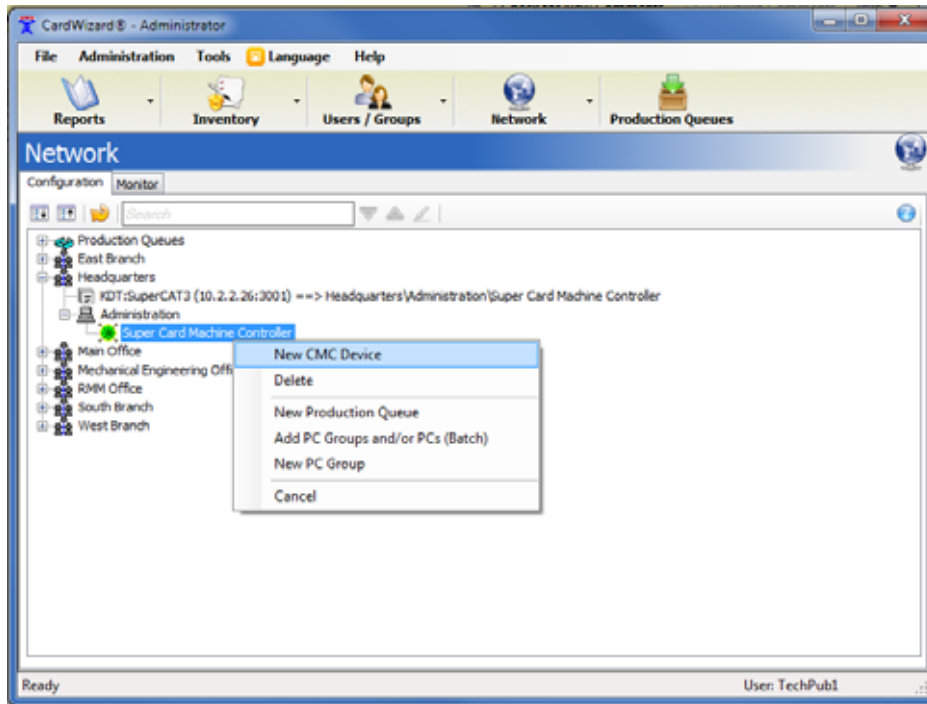 CardWizard® - Administrator
File Administration Tools Language Help
Reports Inventory Users / Groups Network Production Queues
Network
Configuration Monitor
Search
Production Queues
East Branch
Headquarters
KDT:SuperCAT3 (10.2.2.26:3001) ==> Headquarters\Administration\Super Card Machine Controller
Administration
Super Card Machine Controller
Main Office
Mechanical Engineering Offi
RMM Office
South Branch
West Branch
New CMC Device
Delete
New Production Queue
Add PC Groups and/or PCs (Batch)
New PC Group
Cancel
Ready User: TechPub1